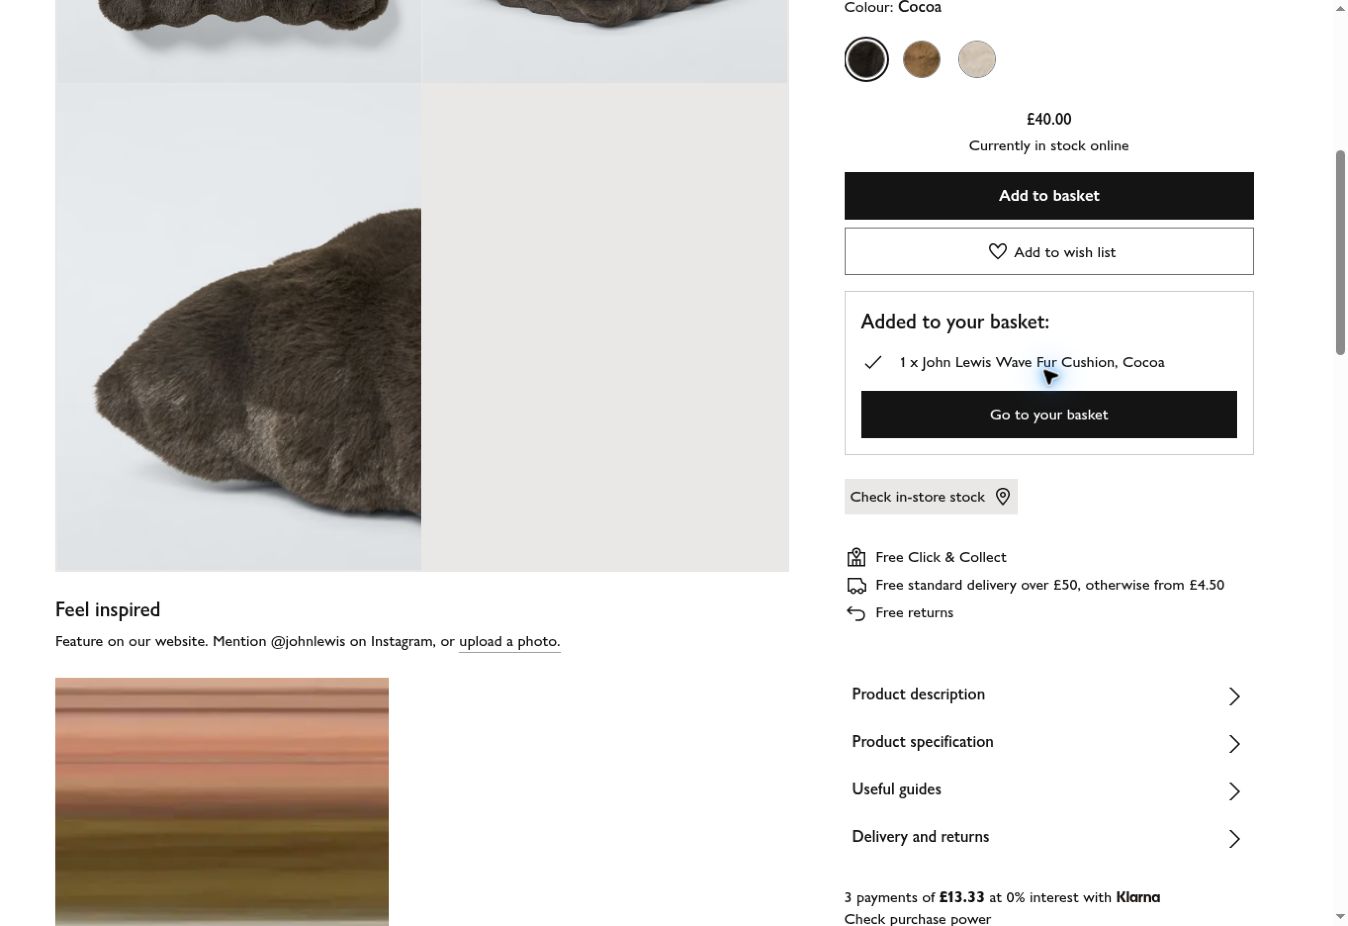 Colour: Cocoa
£40.00
Currently in stock online
Add to basket
Add to wish list
Added to your basket:
1 x John Lewis Wave Fur Cushion, Cocoa
Go to your basket
Check in-store stock
Free Click & Collect
Free standard delivery over £50, otherwise from £4.50
Free returns
Feel inspired
Feature on our website. Mention @johnlewis on Instagram, or upload a photo.
Product description
Product specification
Useful guides
Delivery and returns
3 payments of £13.33 at 0% interest with Klarna
Check purchase power